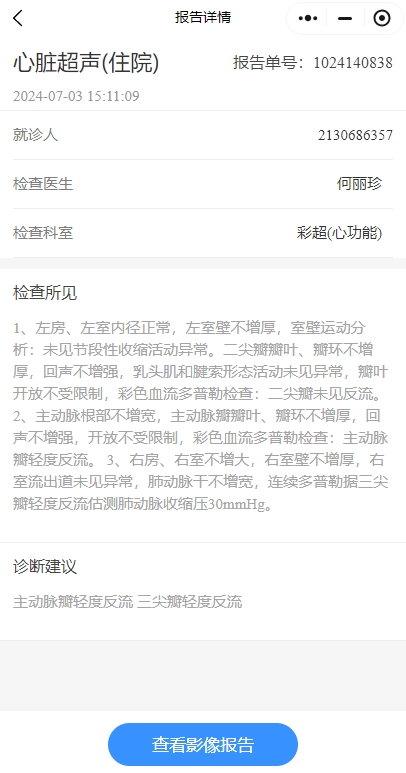 报告详情
心脏超声(住院)
报告单号：1024140838
2024-07-03 15:11:09
就诊人
2130686357
检查医生
何丽珍
检查科室
彩超(心功能)
检查所见
1、左房、左室内径正常，左室壁不增厚，室壁运动分
析：未见节段性收缩活动异常。二尖瓣瓣叶、瓣环不增
厚，回声不增强，乳头肌和腱索形态活动未见异常，瓣叶
开放不受限制，彩色血流多普勒检查：二尖瓣未见反流。
2、主动脉根部不增宽，主动脉瓣瓣叶、瓣环不增厚，回
声不增强，开放不受限制，彩色血流多普勒检查：主动脉
瓣轻度反流。 3、右房、右室不增大，右室壁不增厚，右
室流出道未见异常，肺动脉干不增宽，连续多普勒据三尖
瓣轻度反流估测肺动脉收缩压30mmHg。
诊断建议
主动脉瓣轻度反流 三尖瓣轻度反流
查看影像报告